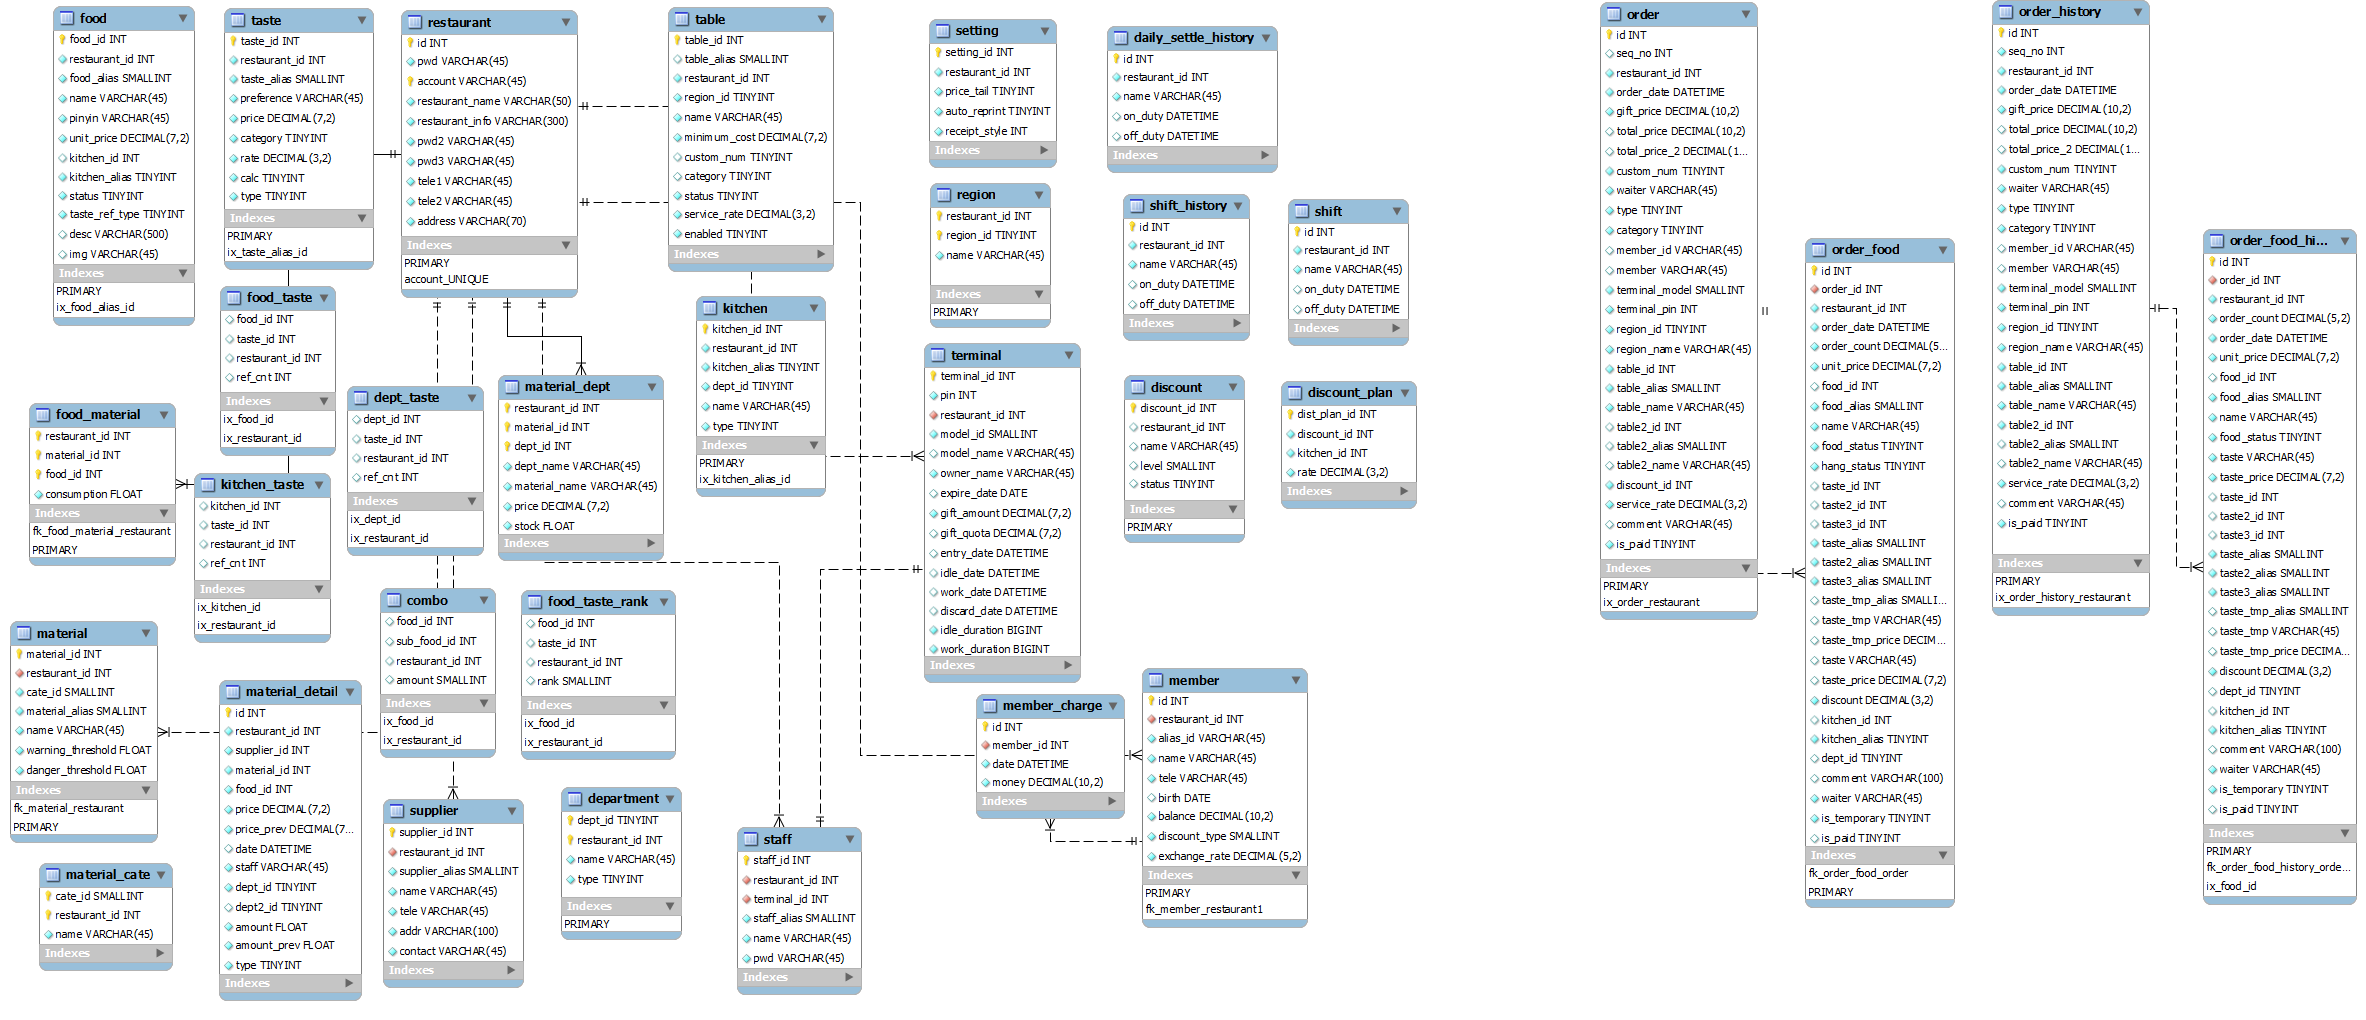 food
food_id INT
restaurant_id INT
food_alias SMALLINT
name VARCHAR(45)
pinyin VARCHAR(45)
unit_price DECIMAL(7,2)
kitchen_id INT
kitchen_alias TINYINT
status TINYINT
taste_ref_type TINYINT
desc VARCHAR(500)
img VARCHAR(45)
Indexes
PRIMARY
ix_food_alias_id
taste
taste_id INT
restaurant_id INT
taste_alias SMALLINT
preference VARCHAR(45)
price DECIMAL(7,2)
category TINYINT
rate DECIMAL(3,2)
calc TINYINT
type TINYINT
Indexes
PRIMARY
ix_taste_alias_id
restaurant
id INT
pwd VARCHAR(45)
account VARCHAR(45)
restaurant_name VARCHAR(50)
restaurant_info VARCHAR(300)
pwd2 VARCHAR(45)
pwd3 VARCHAR(45)
tele1 VARCHAR(45)
tele2 VARCHAR(45)
address VARCHAR(70)
Indexes
PRIMARY
account_UNIQUE
table
table_id INT
table_alias SMALLINT
restaurant_id INT
region_id TINYINT
name VARCHAR(45)
minimum_cost DECIMAL(7,2)
custom_num TINYINT
category TINYINT
status TINYINT
service_rate DECIMAL(3,2)
enabled TINYINT
Indexes
setting
setting_id INT
restaurant_id INT
price_tail TINYINT
auto_reprint TINYINT
receipt_style INT
Indexes
daily_settle_history
id INT
restaurant_id INT
name VARCHAR(45)
on_duty DATETIME
off_duty DATETIME
Indexes
region
restaurant_id INT
region_id TINYINT
name VARCHAR(45)
Indexes
PRIMARY
shift_history
id INT
restaurant_id INT
name VARCHAR(45)
on_duty DATETIME
off_duty DATETIME
Indexes
shift
id INT
restaurant_id INT
name VARCHAR(45)
on_duty DATETIME
off_duty DATETIME
Indexes
food_taste
food_id INT
taste_id INT
restaurant_id INT
ref_cnt INT
Indexes
ix_food_id
ix_restaurant_id
kitchen
kitchen_id INT
restaurant_id INT
kitchen_alias TINYINT
dept_id TINYINT
name VARCHAR(45)
type TINYINT
Indexes
PRIMARY
ix_kitchen_alias_id
terminal
terminal_id INT
pin INT
restaurant_id INT
model_id SMALLINT
model_name VARCHAR(45)
owner_name VARCHAR(45)
expire_date DATE
gift_amount DECIMAL(7,2)
gift_quota DECIMAL(7,2)
entry_date DATETIME
idle_date DATETIME
work_date DATETIME
discard_date DATETIME
idle_duration BIGINT
work_duration BIGINT
Indexes
discount
discount_id INT
restaurant_id INT
name VARCHAR(45)
level SMALLINT
status TINYINT
Indexes
PRIMARY
discount_plan
dist_plan_id INT
discount_id INT
kitchen_id INT
rate DECIMAL(3,2)
Indexes
food_material
restaurant_id INT
material_id INT
food_id INT
consumption FLOAT
Indexes
fk_food_material_restaurant
PRIMARY
kitchen_taste
kitchen_id INT
taste_id INT
restaurant_id INT
ref_cnt INT
Indexes
ix_kitchen_id
ix_restaurant_id
dept_taste
dept_id INT
taste_id INT
restaurant_id INT
ref_cnt INT
Indexes
ix_dept_id
ix_restaurant_id
material_dept
restaurant_id INT
material_id INT
dept_id INT
dept_name VARCHAR(45)
material_name VARCHAR(45)
price DECIMAL(7,2)
stock FLOAT
Indexes
material
material_id INT
restaurant_id INT
cate_id SMALLINT
material_alias SMALLINT
name VARCHAR(45)
warning_threshold FLOAT
danger_threshold FLOAT
Indexes
fk_material_restaurant
PRIMARY
material_detail
id INT
restaurant_id INT
supplier_id INT
material_id INT
food_id INT
price DECIMAL(7,2)
price_prev DECIMAL(7...
date DATETIME
staff VARCHAR(45)
dept_id TINYINT
dept2_id TINYINT
amount FLOAT
amount_prev FLOAT
type TINYINT
Indexes
combo
food_id INT
sub_food_id INT
restaurant_id INT
amount SMALLINT
Indexes
ix_food_id
ix_restaurant_id
food_taste_rank
food_id INT
taste_id INT
restaurant_id INT
rank SMALLINT
Indexes
ix_food_id
ix_restaurant_id
material_cate
cate_id SMALLINT
restaurant_id INT
name VARCHAR(45)
Indexes
supplier
supplier_id INT
restaurant_id INT
supplier_alias SMALLINT
name VARCHAR(45)
tele VARCHAR(45)
addr VARCHAR(100)
contact VARCHAR(45)
Indexes
department
dept_id TINYINT
restaurant_id INT
name VARCHAR(45)
type TINYINT
Indexes
PRIMARY
staff
staff_id INT
restaurant_id INT
terminal_id INT
staff_alias SMALLINT
name VARCHAR(45)
pwd VARCHAR(45)
Indexes
member_charge
id INT
member_id INT
date DATETIME
money DECIMAL(10,2)
Indexes
member
id INT
restaurant_id INT
alias_id VARCHAR(45)
name VARCHAR(45)
tele VARCHAR(45)
birth DATE
balance DECIMAL(10,2)
discount_type SMALLINT
exchange_rate DECIMAL(5,2)
Indexes
PRIMARY
fk_member_restaurant1
order
id INT
seq_no INT
restaurant_id INT
order_date DATETIME
gift_price DECIMAL(10,2)
total_price DECIMAL(10,2)
total_price_2 DECIMAL(1...
custom_num TINYINT
waiter VARCHAR(45)
type TINYINT
category TINYINT
member_id VARCHAR(45)
member VARCHAR(45)
terminal_model SMALLINT
terminal_pin INT
region_id TINYINT
region_name VARCHAR(45)
table_id INT
table_alias SMALLINT
table_name VARCHAR(45)
table2_id INT
table2_alias SMALLINT
table2_name VARCHAR(45)
discount_id INT
service_rate DECIMAL(3,2)
comment VARCHAR(45)
is_paid TINYINT
Indexes
PRIMARY
ix_order_restaurant
order_food
id INT
order_id INT
restaurant_id INT
order_date DATETIME
order_count DECIMAL(5...
unit_price DECIMAL(7,2)
food_id INT
food_alias SMALLINT
name VARCHAR(45)
food_status TINYINT
hang_status TINYINT
taste_id INT
taste2_id INT
taste3_id INT
taste_alias SMALLINT
taste2_alias SMALLINT
taste3_alias SMALLINT
taste_tmp_alias SMALLI...
taste_tmp VARCHAR(45)
taste_tmp_price DECIM...
taste VARCHAR(45)
taste_price DECIMAL(7,2)
discount DECIMAL(3,2)
kitchen_id INT
kitchen_alias TINYINT
dept_id TINYINT
comment VARCHAR(100)
waiter VARCHAR(45)
is_temporary TINYINT
is_paid TINYINT
Indexes
fk_order_food_order
PRIMARY
order_history
id INT
seq_no INT
restaurant_id INT
order_date DATETIME
gift_price DECIMAL(10,2)
total_price DECIMAL(10,2)
total_price_2 DECIMAL(1...
custom_num TINYINT
waiter VARCHAR(45)
type TINYINT
category TINYINT
member_id VARCHAR(45)
member VARCHAR(45)
terminal_model SMALLINT
terminal_pin INT
region_id TINYINT
region_name VARCHAR(45)
table_id INT
table_alias SMALLINT
table_name VARCHAR(45)
table2_id INT
table2_alias SMALLINT
table2_name VARCHAR(45)
service_rate DECIMAL(3,2)
comment VARCHAR(45)
is_paid TINYINT
Indexes
PRIMARY
ix_order_history_restaurant
order_food_hi...
id INT
order_id INT
restaurant_id INT
order_count DECIMAL(5,2)
order_date DATETIME
unit_price DECIMAL(7,2)
food_id INT
food_alias SMALLINT
name VARCHAR(45)
food_status TINYINT
taste VARCHAR(45)
taste_price DECIMAL(7,2)
taste_id INT
taste2_id INT
taste3_id INT
taste_alias SMALLINT
taste2_alias SMALLINT
taste3_alias SMALLINT
taste_tmp_alias SMALLINT
taste_tmp VARCHAR(45)
taste_tmp_price DECIMA...
discount DECIMAL(3,2)
dept_id TINYINT
kitchen_id INT
kitchen_alias TINYINT
comment VARCHAR(100)
waiter VARCHAR(45)
is_temporary TINYINT
is_paid TINYINT
Indexes
PRIMARY
fk_order_food_history_orde...
ix_food_id